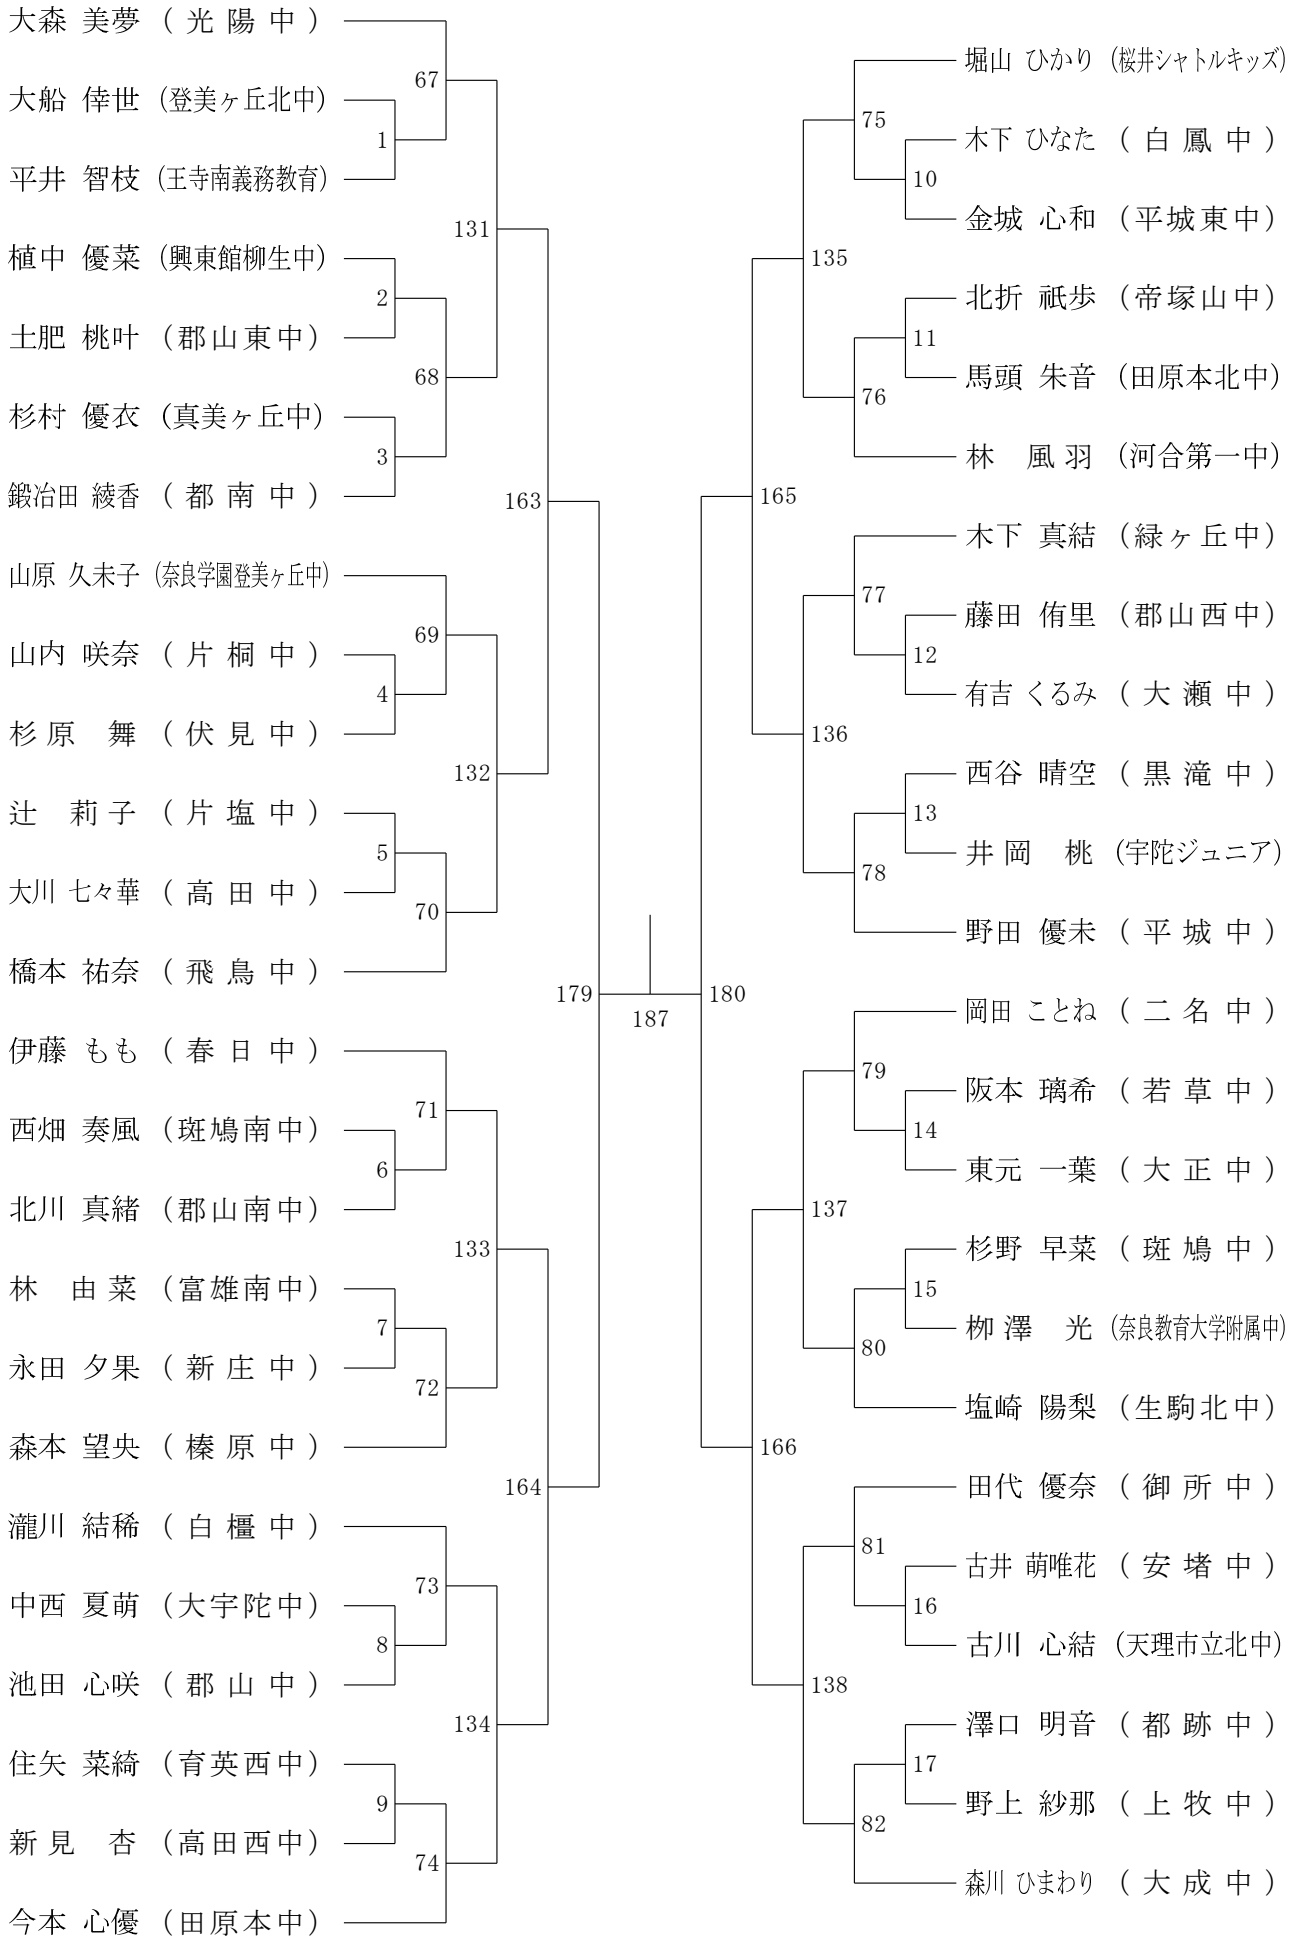 大森 美夢 （ 光 陽 中 ）
67
大船 倖世 （登美ヶ丘北中）
1
平井 智枝 （王寺南義務教育）
131
植中 優菜 （興東館柳生中）
2
土肥 桃叶 （郡山東中）
68
杉村 優衣 （真美ヶ丘中）
3
鍛冶田 綾香 （ 都 南 中 ）
163
山原 久未子 （奈良学園登美ヶ丘中）
69
山内 咲奈 （ 片 桐 中 ）
4
杉 原　舞 （ 伏 見 中 ）
132
辻　莉 子 （ 片 塩 中 ）
5
大川 七々華 （ 高 田 中 ）
70
橋本 祐奈 （ 飛 鳥 中 ）
179
伊藤 もも （ 春 日 中 ）
71
西畑 奏風 （斑鳩南中）
6
北川 真緒 （郡山南中）
133
林　由 菜 （富雄南中）
7
永田 夕果 （ 新 庄 中 ）
72
森本 望央 （ 榛 原 中 ）
164
瀧川 結稀 （ 白 橿 中 ）
73
中西 夏萌 （大宇陀中）
8
池田 心咲 （ 郡 山 中 ）
134
住矢 菜綺 （育英西中）
9
新 見　杏 （高田西中）
74
今本 心優 （田原本中）
187
堀山 ひかり （桜井シャトルキッズ）
75
木下 ひなた （ 白 鳳 中 ）
10
金城 心和 （平城東中）
135
北折 祇歩 （帝塚山中）
11
馬頭 朱音 （田原本北中）
76
林　風 羽 （河合第一中）
165
木下 真結 （緑ヶ丘中）
77
藤田 侑里 （郡山西中）
12
有吉 くるみ （ 大 瀬 中 ）
136
西谷 晴空 （ 黒 滝 中 ）
13
井 岡　桃 （宇陀ジュニア）
78
野田 優未 （ 平 城 中 ）
180
岡田 ことね （ 二 名 中 ）
79
阪本 璃希 （ 若 草 中 ）
14
東元 一葉 （ 大 正 中 ）
137
杉野 早菜 （ 斑 鳩 中 ）
15
栁 澤　光 （奈良教育大学附属中）
80
塩崎 陽梨 （生駒北中）
166
田代 優奈 （ 御 所 中 ）
81
古井 萌唯花 （ 安 堵 中 ）
16
古川 心結 （天理市立北中）
138
澤口 明音 （ 都 跡 中 ）
17
野上 紗那 （ 上 牧 中 ）
82
森川 ひまわり （ 大 成 中 ）